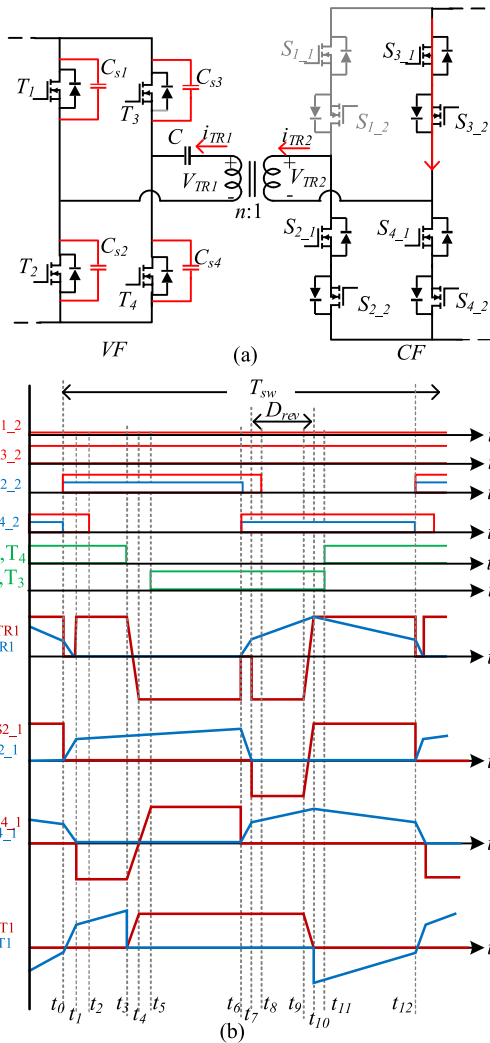 T1 Cs1 T3 Cs3
C iTR1 iTR2
VTR1 VTR2
n:1
T2 Cs2 T4 Cs4
VF
S1_1 S1_2 S3_1 S3_2
S2_1 S2_2 S4_1 S4_2
CF
(a)
Tsw
Drev
1_2 t
3_2 t
2_2 t
4_2 t
,T4 t
,T3 t
TR1
R1 t
S2_1
2_1 t
4_1
4_1 t
T1
T1 t
t0 t1 t2 t3 t4 t5 t6 t7 t8 t9 t10 t11 t12
(b)